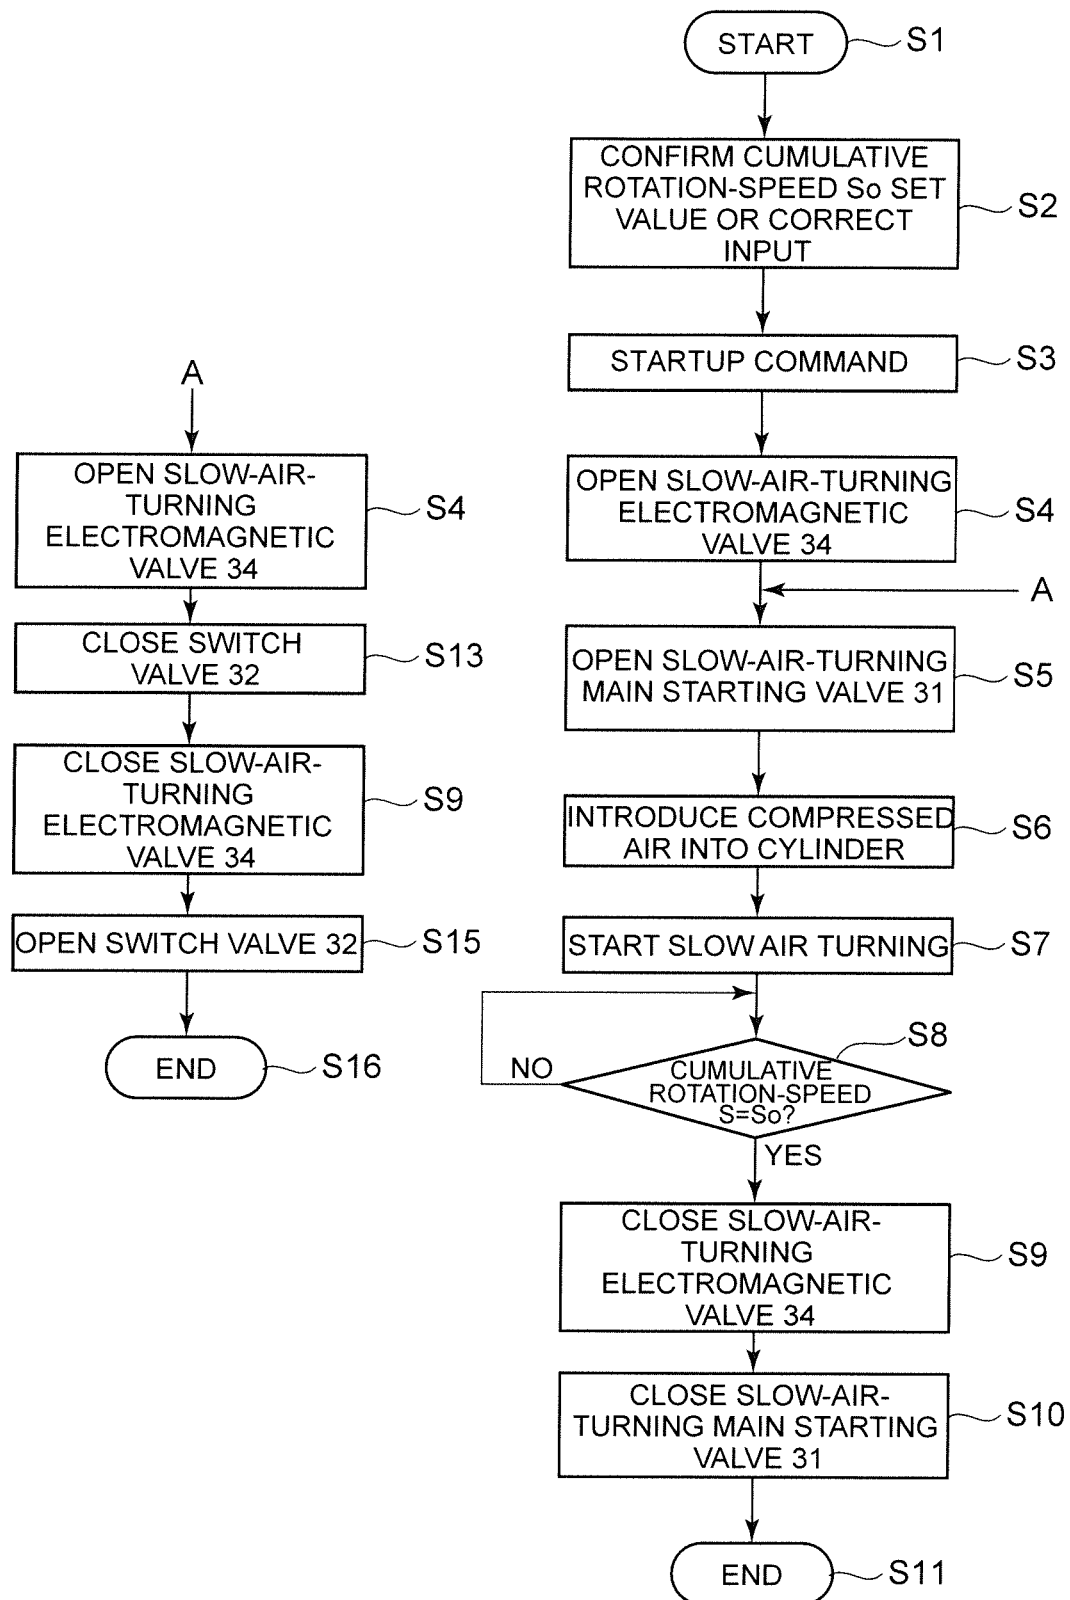 START
S1
CONFIRM CUMULATIVE
ROTATION-SPEED So SET
VALUE OR CORRECT
INPUT
S2
STARTUP COMMAND
S3
OPEN SLOW-AIR-TURNING
ELECTROMAGNETIC
VALVE 34
S4
A
OPEN SLOW-AIR-TURNING
MAIN STARTING VALVE 31
S5
INTRODUCE COMPRESSED
AIR INTO CYLINDER
S6
START SLOW AIR TURNING
S7
CUMULATIVE
ROTATION-SPEED
S=So?
S8
NO
YES
CLOSE SLOW-AIR-
TURNING
ELECTROMAGNETIC
VALVE 34
S9
CLOSE SLOW-AIR-
TURNING MAIN STARTING
VALVE 31
S10
END
S11
A
OPEN SLOW-AIR-
TURNING
ELECTROMAGNETIC
VALVE 34
S4
CLOSE SWITCH
VALVE 32
S13
CLOSE SLOW-AIR-
TURNING
ELECTROMAGNETIC
VALVE 34
S9
OPEN SWITCH VALVE 32
S15
END
S16